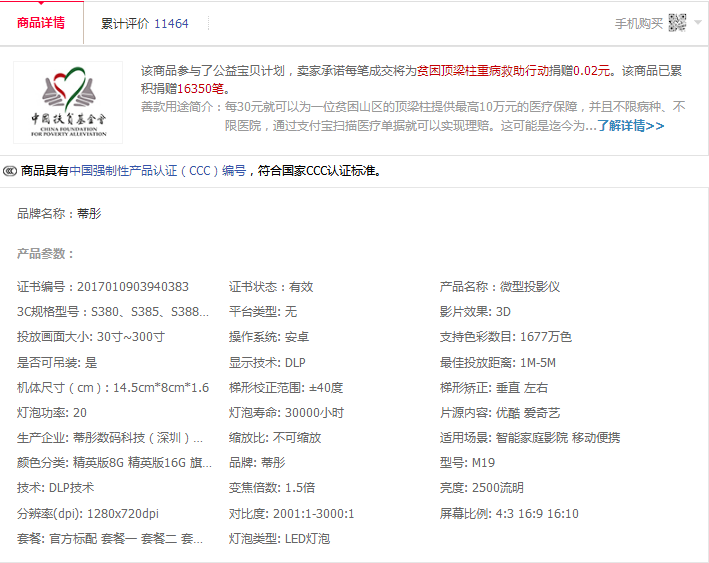 商品详情 累计评价 11464 手机购买
该商品参与了公益宝贝计划，卖家承诺每笔成交将为贫困顶梁柱重病救助行动捐赠0.02元。该商品已累
积捐赠16350笔。
善款用途简介：每30元就可以为一位贫困山区的顶梁柱提供最高10万元的医疗保障，并且不限病种、不
限医院，通过支付宝扫描医疗单据就可以实现理赔。这可能是迄今为...了解详情>>
中国扶贫基金会
CHINA FOUNDATION
FOR POVERTY ALLEVIATION
商品具有中国强制性产品认证（CCC）编号，符合国家CCC认证标准。
品牌名称：蒂彤
产品参数：
证书编号：2017010903940383 证书状态：有效 产品名称：微型投影仪
3C规格型号：S380、S385、S388... 平台类型: 无 影片效果: 3D
投放画面大小: 30寸~300寸 操作系统: 安卓 支持色彩数目: 1677万色
是否可吊装: 是 显示技术: DLP 最佳投放距离: 1M-5M
机体尺寸（cm）: 14.5cm*8cm*1.6 梯形校正范围: ±40度 梯形矫正: 垂直 左右
灯泡功率: 20 灯泡寿命: 30000小时 片源内容: 优酷 爱奇艺
生产企业: 蒂彤数码科技（深圳）... 缩放比: 不可缩放 适用场景: 智能家庭影院 移动便携
颜色分类: 精英版8G 精英版16G 旗... 品牌: 蒂彤 型号: M19
技术: DLP技术 变焦倍数: 1.5倍 亮度: 2500流明
分辨率(dpi): 1280x720dpi 对比度: 2001:1-3000:1 屏幕比例: 4:3 16:9 16:10
套餐: 官方标配 套餐一 套餐二 套... 灯泡类型: LED灯泡